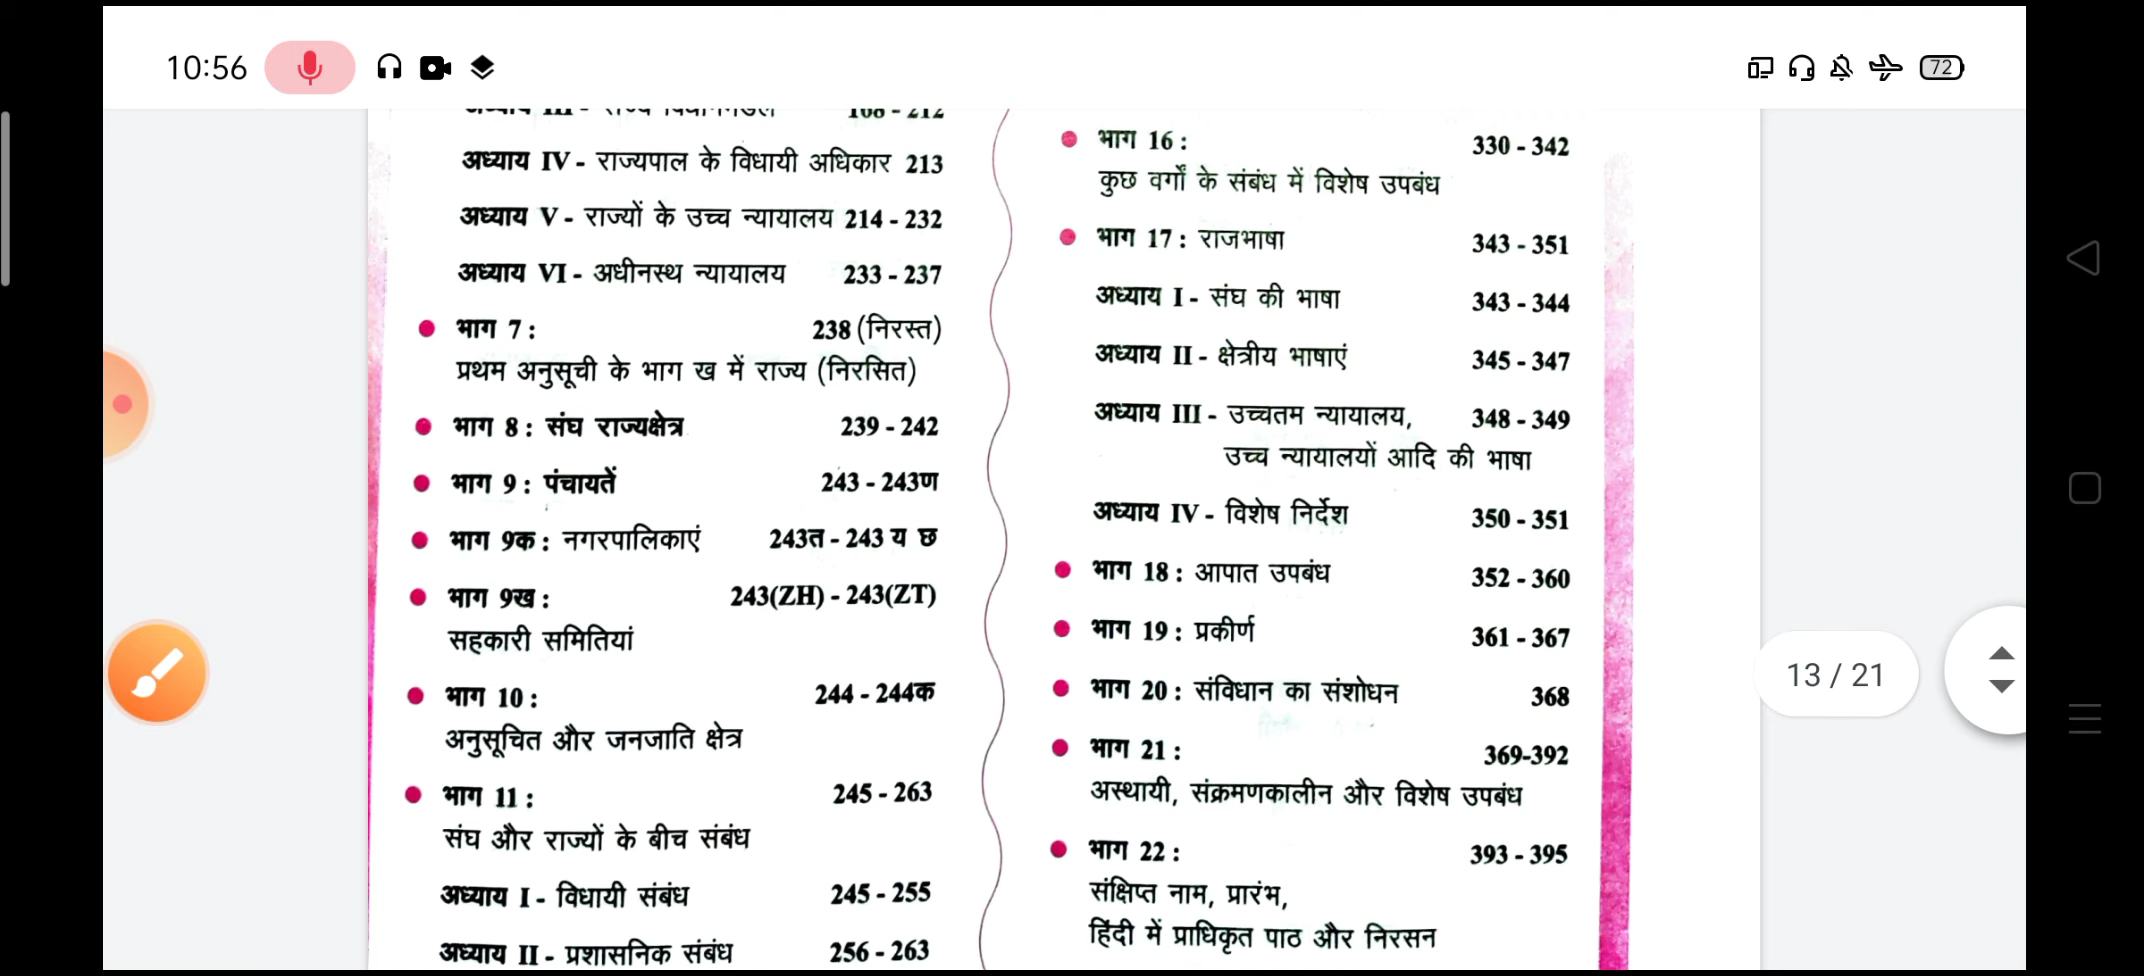 10:56
72
अध्याय IV - राज्यपाल के विधायी अधिकार 213
अध्याय V - राज्यों के उच्च न्यायालय 214 - 232
अध्याय VI - अधीनस्थ न्यायालय 233 - 237
भाग 7 : 238 (निरस्त)
प्रथम अनुसूची के भाग ख में राज्य (निरसित)
भाग 8 : संघ राज्यक्षेत्र 239 - 242
भाग 9 : पंचायतें 243 - 243ण
भाग 9क : नगरपालिकाएं 243त - 243 य छ
भाग 9ख : 243(ZH) - 243(ZT)
सहकारी समितियां
भाग 10 : 244 - 244क
अनुसूचित और जनजाति क्षेत्र
भाग 11 : 245 - 263
संघ और राज्यों के बीच संबंध
अध्याय I - विधायी संबंध 245 - 255
अध्याय II - प्रशासनिक संबंध 256 - 263
भाग 16 : 330 - 342
कुछ वर्गों के संबंध में विशेष उपबंध
भाग 17 : राजभाषा 343 - 351
अध्याय I - संघ की भाषा 343 - 344
अध्याय II - क्षेत्रीय भाषाएं 345 - 347
अध्याय III - उच्चतम न्यायालय, 348 - 349
उच्च न्यायालयों आदि की भाषा
अध्याय IV - विशेष निर्देश 350 - 351
भाग 18 : आपात उपबंध 352 - 360
भाग 19 : प्रकीर्ण 361 - 367
भाग 20 : संविधान का संशोधन 368
भाग 21 : 369-392
अस्थायी, संक्रमणकालीन और विशेष उपबंध
भाग 22 : 393 - 395
संक्षिप्त नाम, प्रारंभ,
हिंदी में प्राधिकृत पाठ और निरसन
13 / 21